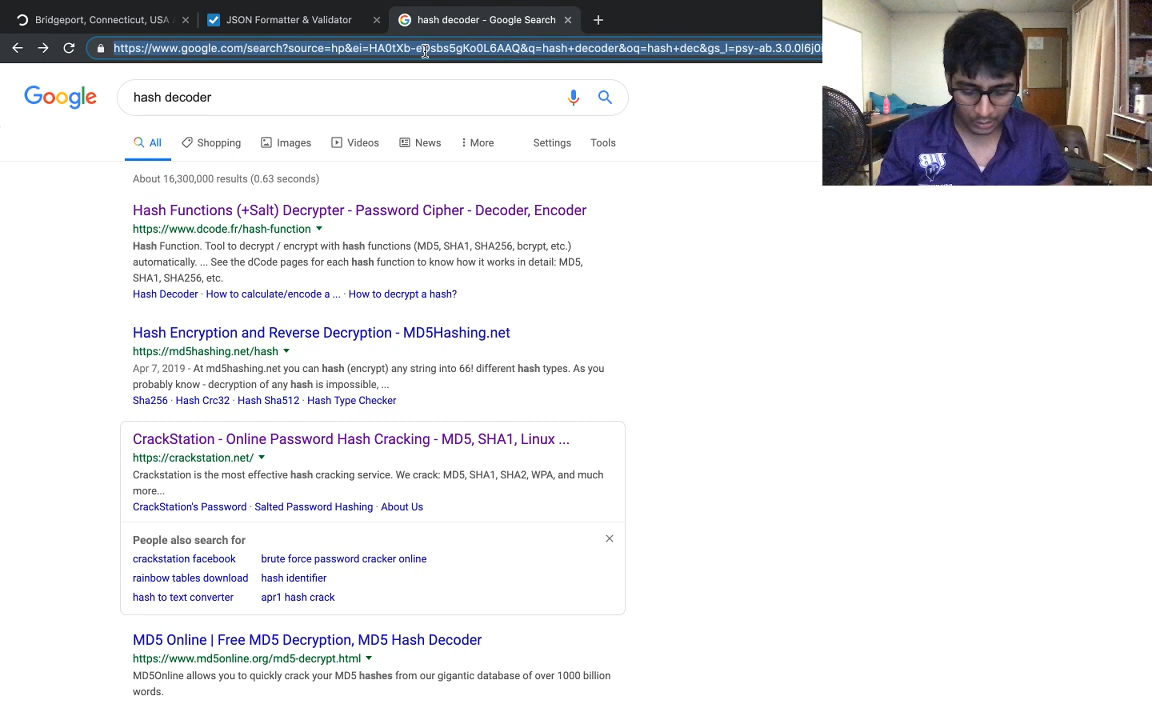 Bridgeport, Connecticut, USA
JSON Formatter & Validator
hash decoder - Google Search
https://www.google.com/search?source=hp&ei=HA0tXb-
sbs5gKo0L6AAQ&q=hash+decoder&oq=hash+dec&gs_l=psy-ab.3.0.0l6j0i
Google
hash decoder
All
Shopping
Images
Videos
News
More
Settings
Tools
About 16,300,000 results (0.63 seconds)
Hash Functions (+Salt) Decrypter - Password Cipher - Decoder, Encoder
https://www.dcode.fr/hash-function
Hash Function. Tool to decrypt / encrypt with hash functions (MD5, SHA1, SHA256, bcrypt, etc.)
automatically. ... See the dCode pages for each hash function to know how it works in detail: MD5,
SHA1, SHA256, etc.
Hash Decoder · How to calculate/encode a ... · How to decrypt a hash?
Hash Encryption and Reverse Decryption - MD5Hashing.net
https://md5hashing.net/hash
Apr 7, 2019 - At md5hashing.net you can hash (encrypt) any string into 66! different hash types. As you
probably know - decryption of any hash is impossible, ...
Sha256 · Hash Crc32 · Hash Sha512 · Hash Type Checker
CrackStation - Online Password Hash Cracking - MD5, SHA1, Linux ...
https://crackstation.net/
Crackstation is the most effective hash cracking service. We crack: MD5, SHA1, SHA2, WPA, and much
more...
CrackStation's Password · Salted Password Hashing · About Us
People also search for
crackstation facebook
brute force password cracker online
rainbow tables download
hash identifier
hash to text converter
apr1 hash crack
MD5 Online | Free MD5 Decryption, MD5 Hash Decoder
https://www.md5online.org/md5-decrypt.html
MD5Online allows you to quickly crack your MD5 hashes from our gigantic database of over 1000 billion
words.